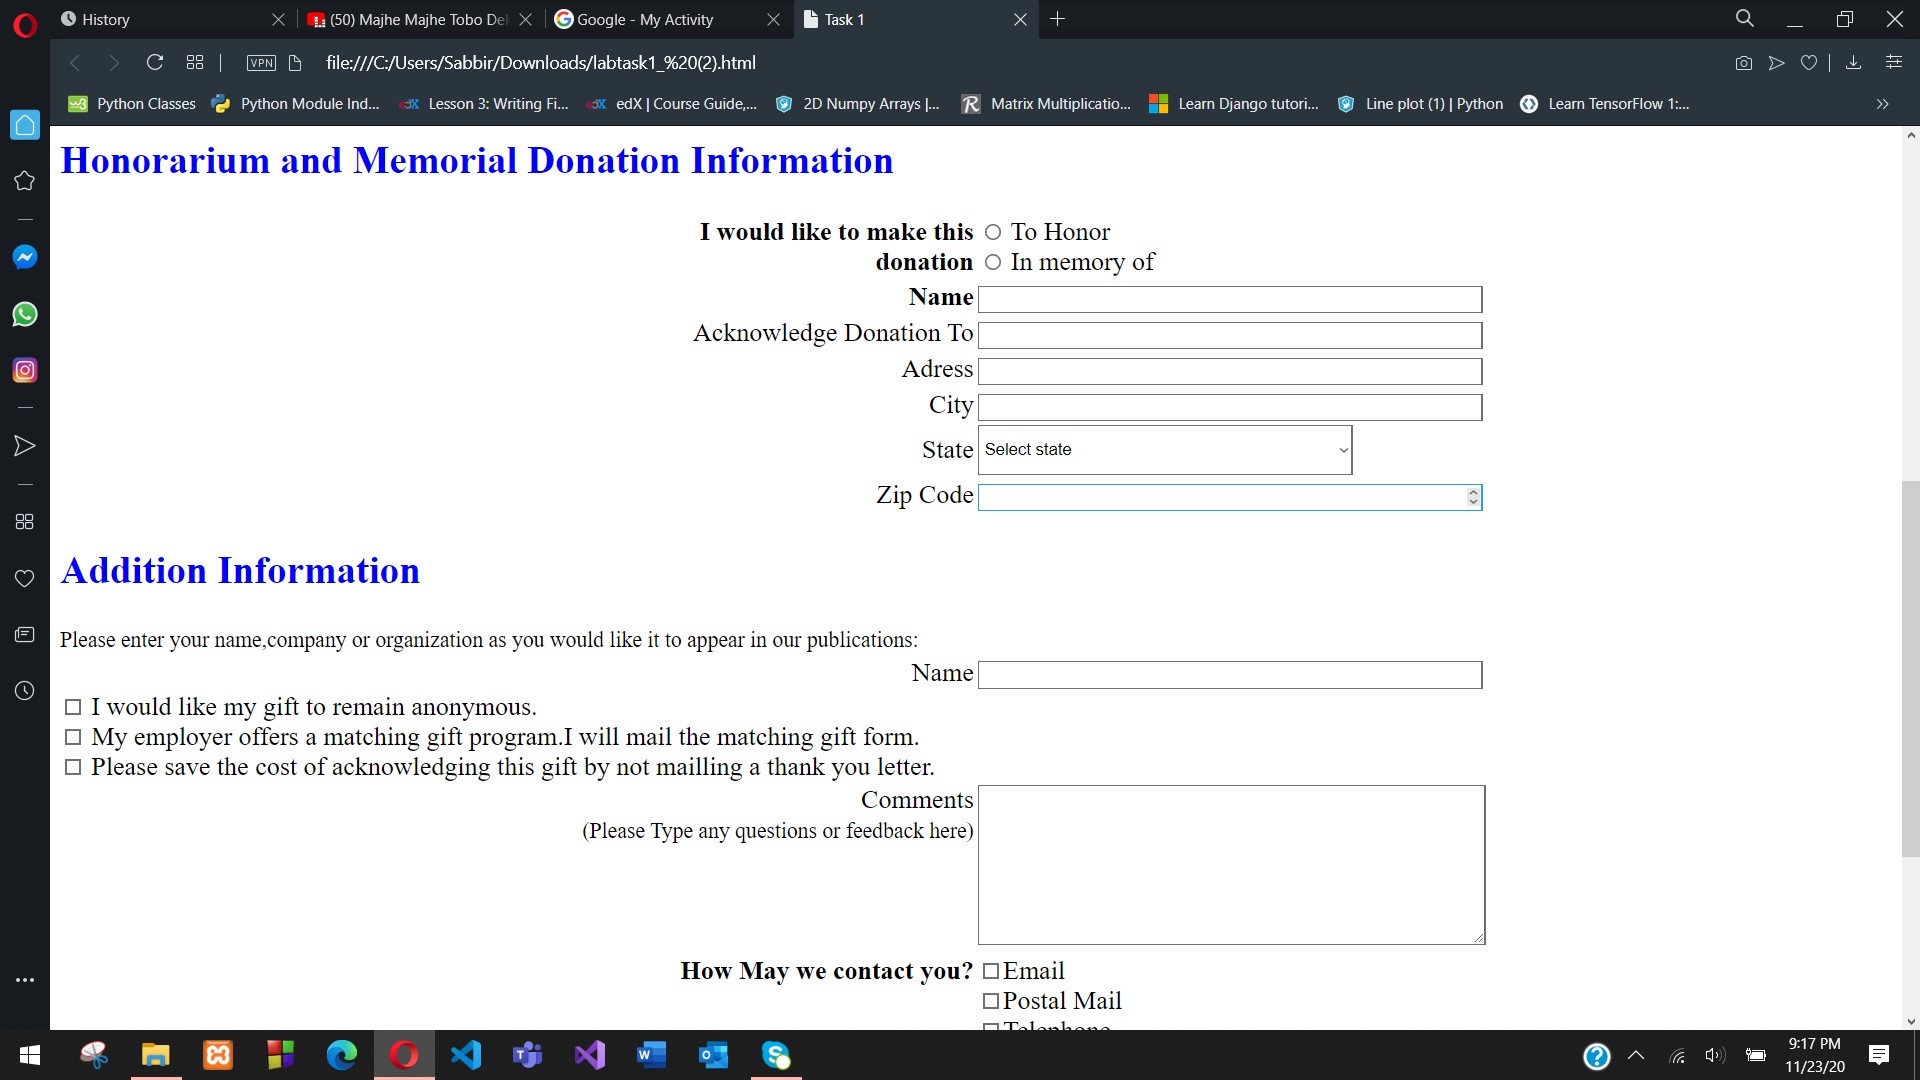 History
(50) Majhe Majhe Tobo De
Google - My Activity
Task 1
VPN
file:///C:/Users/Sabbir/Downloads/labtask1_%20(2).html
Python Classes
Python Module Ind...
Lesson 3: Writing Fi...
edX | Course Guide,...
2D Numpy Arrays |...
Matrix Multiplicatio...
Learn Django tutori...
Line plot (1) | Python
Learn TensorFlow 1:...
Honorarium and Memorial Donation Information
I would like to make this donation
To Honor
In memory of
Name
Acknowledge Donation To
Adress
City
State
Select state
Zip Code
Addition Information
Please enter your name,company or organization as you would like it to appear in our publications:
Name
I would like my gift to remain anonymous.
My employer offers a matching gift program.I will mail the matching gift form.
Please save the cost of acknowledging this gift by not mailling a thank you letter.
Comments
(Please Type any questions or feedback here)
How May we contact you?
Email
Postal Mail
Telephone
9:17 PM
11/23/20